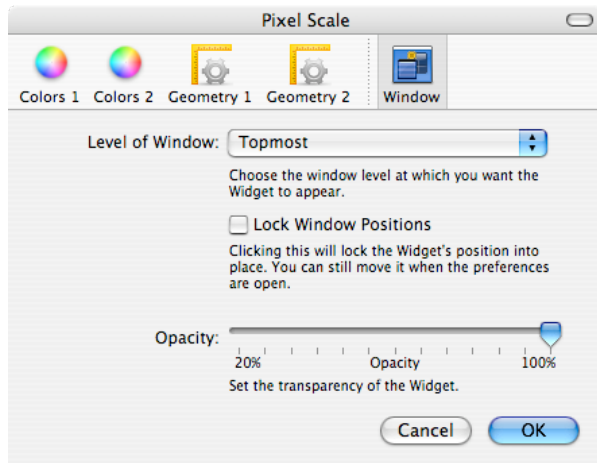 Pixel Scale
Colors 1 Colors 2 Geometry 1 Geometry 2 Window
Level of Window: Topmost
Choose the window level at which you want the
Widget to appear.
Lock Window Positions
Clicking this will lock the Widget's position into
place. You can still move it when the preferences
are open.
Opacity:
20% Opacity 100%
Set the transparency of the Widget.
Cancel OK